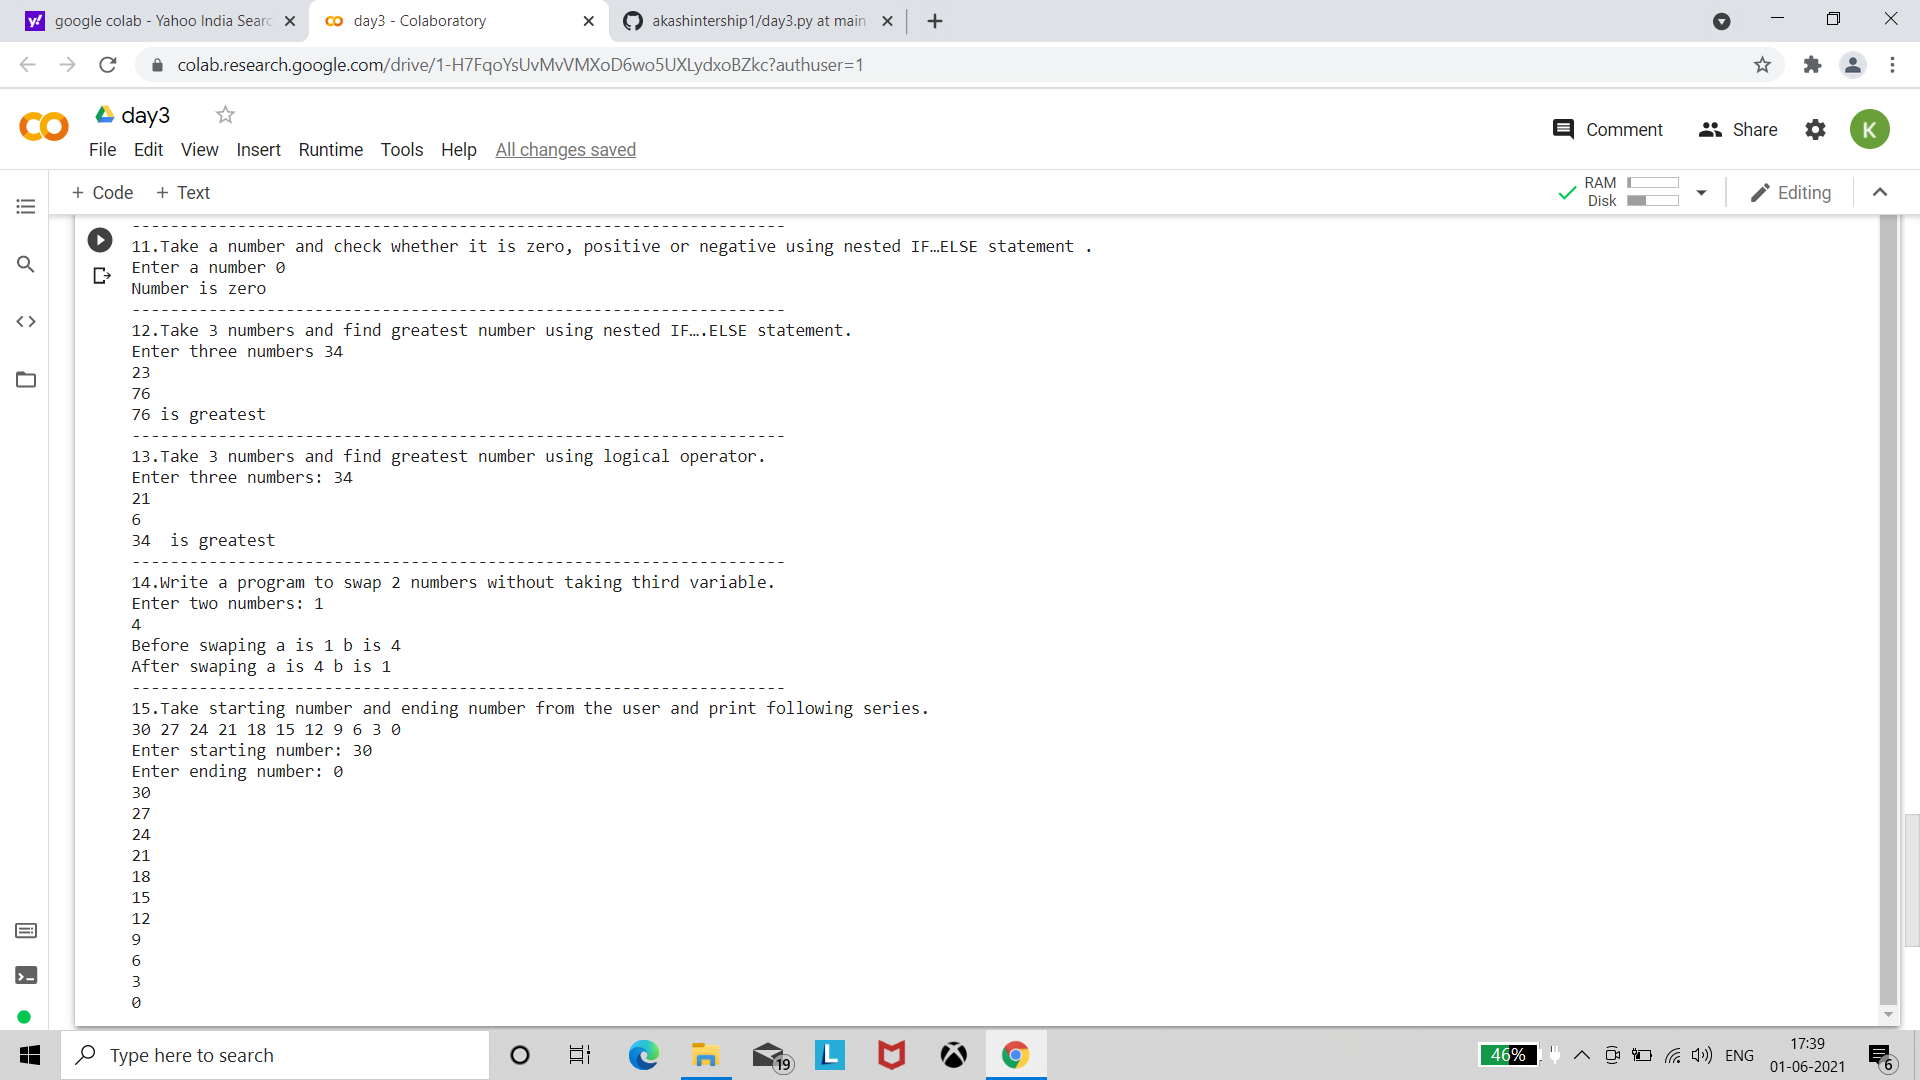 google colab - Yahoo India Searc
day3 - Colaboratory
akashintership1/day3.py at main
colab.research.google.com/drive/1-H7FqoYsUvMvVMXoD6wo5UXLydxoBZkc?authuser=1
day3
Comment
Share
K
File Edit View Insert Runtime Tools Help All changes saved
+ Code + Text
RAM
Disk
Editing
-------------------------------------------------------------------
11.Take a number and check whether it is zero, positive or negative using nested IF…ELSE statement .
Enter a number 0
Number is zero
-------------------------------------------------------------------
12.Take 3 numbers and find greatest number using nested IF….ELSE statement.
Enter three numbers 34
23
76
76 is greatest
-------------------------------------------------------------------
13.Take 3 numbers and find greatest number using logical operator.
Enter three numbers: 34
21
6
34  is greatest
-------------------------------------------------------------------
14.Write a program to swap 2 numbers without taking third variable.
Enter two numbers: 1
4
Before swaping a is 1 b is 4
After swaping a is 4 b is 1
-------------------------------------------------------------------
15.Take starting number and ending number from the user and print following series.
30 27 24 21 18 15 12 9 6 3 0
Enter starting number: 30
Enter ending number: 0
30
27
24
21
18
15
12
9
6
3
0
Type here to search
19
L
46%
ENG
17:39
01-06-2021
6